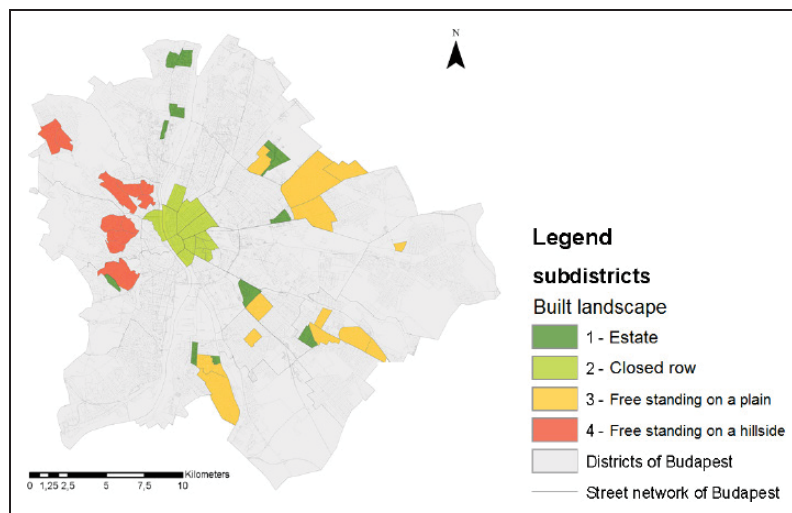 N
Legend
subdistricts
Built landscape
1 - Estate
2 - Closed row
3 - Free standing on a plain
4 - Free standing on a hillside
Districts of Budapest
Street network of Budapest
Kilometers
0 1,25 2,5 5 7,5 10